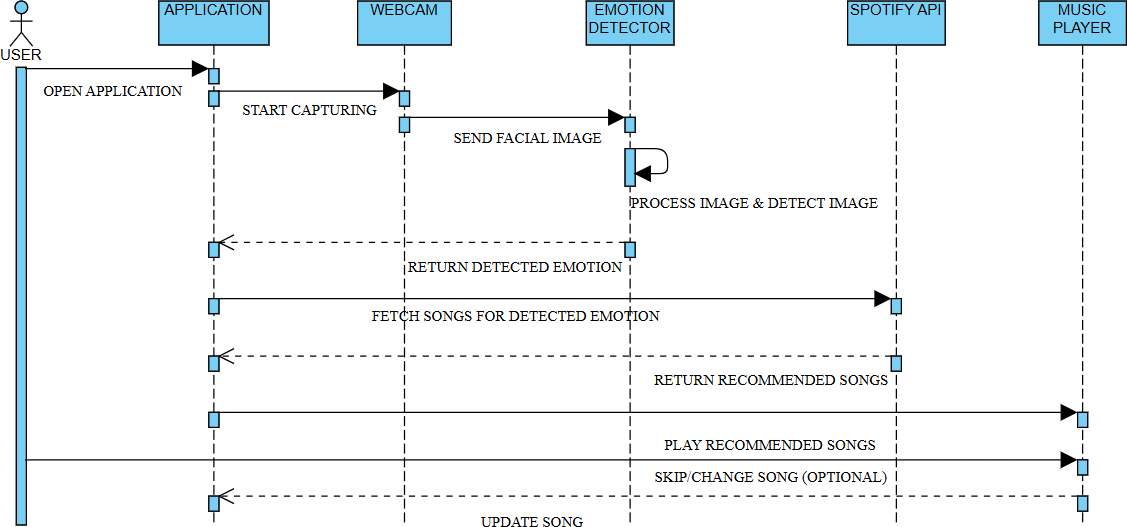 APPLICATION
WEBCAM
EMOTION
DETECTOR
SPOTIFY API
MUSIC
PLAYER
USER
OPEN APPLICATION
START CAPTURING
SEND FACIAL IMAGE
PROCESS IMAGE & DETECT IMAGE
RETURN DETECTED EMOTION
FETCH SONGS FOR DETECTED EMOTION
RETURN RECOMMENDED SONGS
PLAY RECOMMENDED SONGS
SKIP/CHANGE SONG (OPTIONAL)
UPDATE SONG